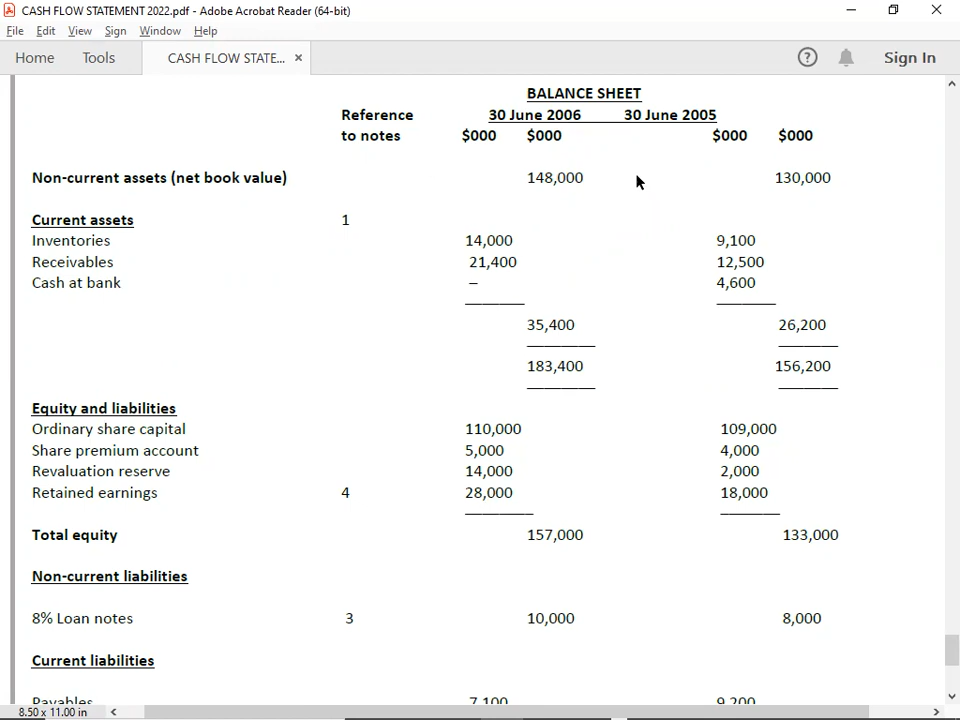 CASH FLOW STATEMENT 2022.pdf - Adobe Acrobat Reader (64-bit)
File Edit View Sign Window Help
Home Tools CASH FLOW STATE... × ? Sign In
BALANCE SHEET
Reference 30 June 2006 30 June 2005
to notes $000 $000 $000 $000
Non-current assets (net book value) 148,000 130,000
Current assets 1
Inventories 14,000 9,100
Receivables 21,400 12,500
Cash at bank – 4,600
35,400 26,200
183,400 156,200
Equity and liabilities
Ordinary share capital 110,000 109,000
Share premium account 5,000 4,000
Revaluation reserve 14,000 2,000
Retained earnings 4 28,000 18,000
Total equity 157,000 133,000
Non-current liabilities
8% Loan notes 3 10,000 8,000
Current liabilities
Payables 7,100 9,200
8.50 x 11.00 in